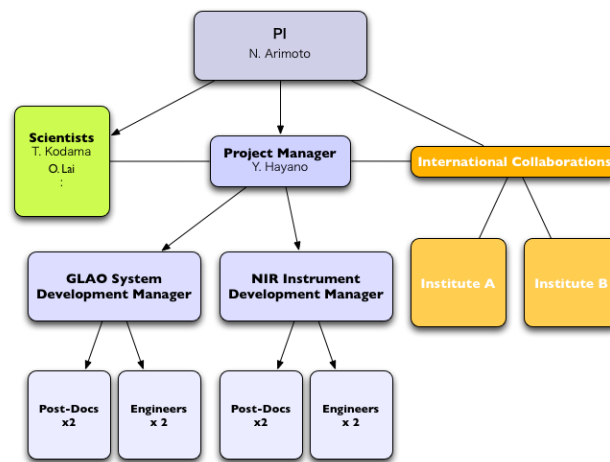 PI
N. Arimoto
Scientists
T. Kodama
O. Lai
:
Project Manager
Y. Hayano
International Collaborations
GLAO System
Development Manager
NIR Instrument
Development Manager
Institute A
Institute B
Post-Docs
x2
Engineers
x 2
Post-Docs
x2
Engineers
x 2